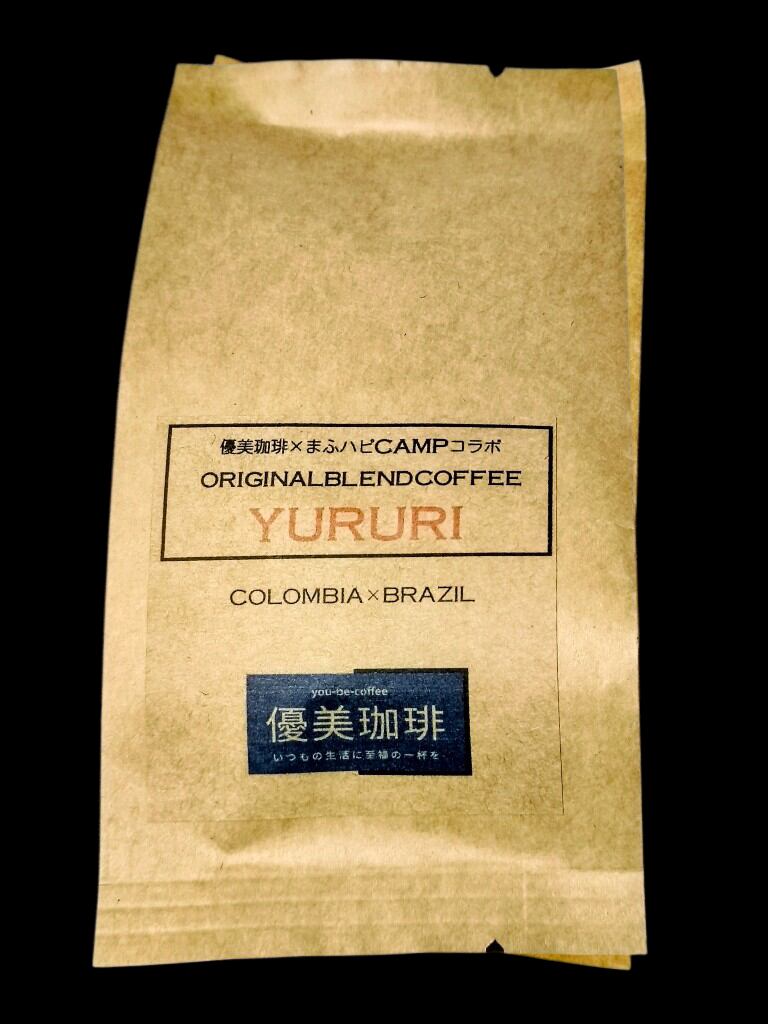 優美珈琲×まふハピCAMPコラボ
ORIGINALBLENDCOFFEE
YURURI
COLOMBIA×BRAZIL
you-be-coffee
優美珈琲
いつもの生活に至福の一杯を